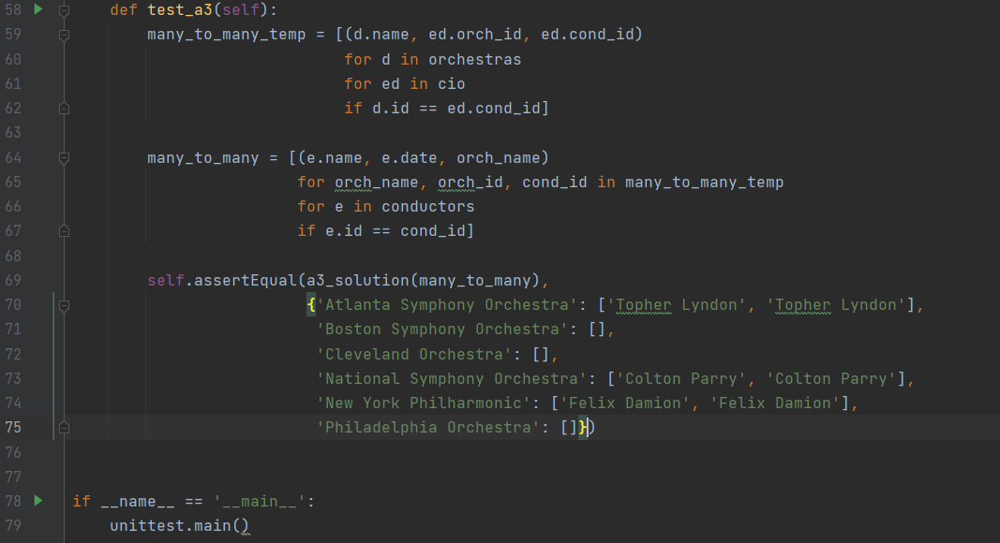 58 def test_a3(self):
59 many_to_many_temp = [(d.name, ed.orch_id, ed.cond_id)
60 for d in orchestras
61 for ed in cio
62 if d.id == ed.cond_id]
63
64 many_to_many = [(e.name, e.date, orch_name)
65 for orch_name, orch_id, cond_id in many_to_many_temp
66 for e in conductors
67 if e.id == cond_id]
68
69 self.assertEqual(a3_solution(many_to_many),
70 {'Atlanta Symphony Orchestra': ['Topher Lyndon', 'Topher Lyndon'],
71 'Boston Symphony Orchestra': [],
72 'Cleveland Orchestra': [],
73 'National Symphony Orchestra': ['Colton Parry', 'Colton Parry'],
74 'New York Philharmonic': ['Felix Damion', 'Felix Damion'],
75 'Philadelphia Orchestra': []})
76
77
78 if __name__ == '__main__':
79 unittest.main()